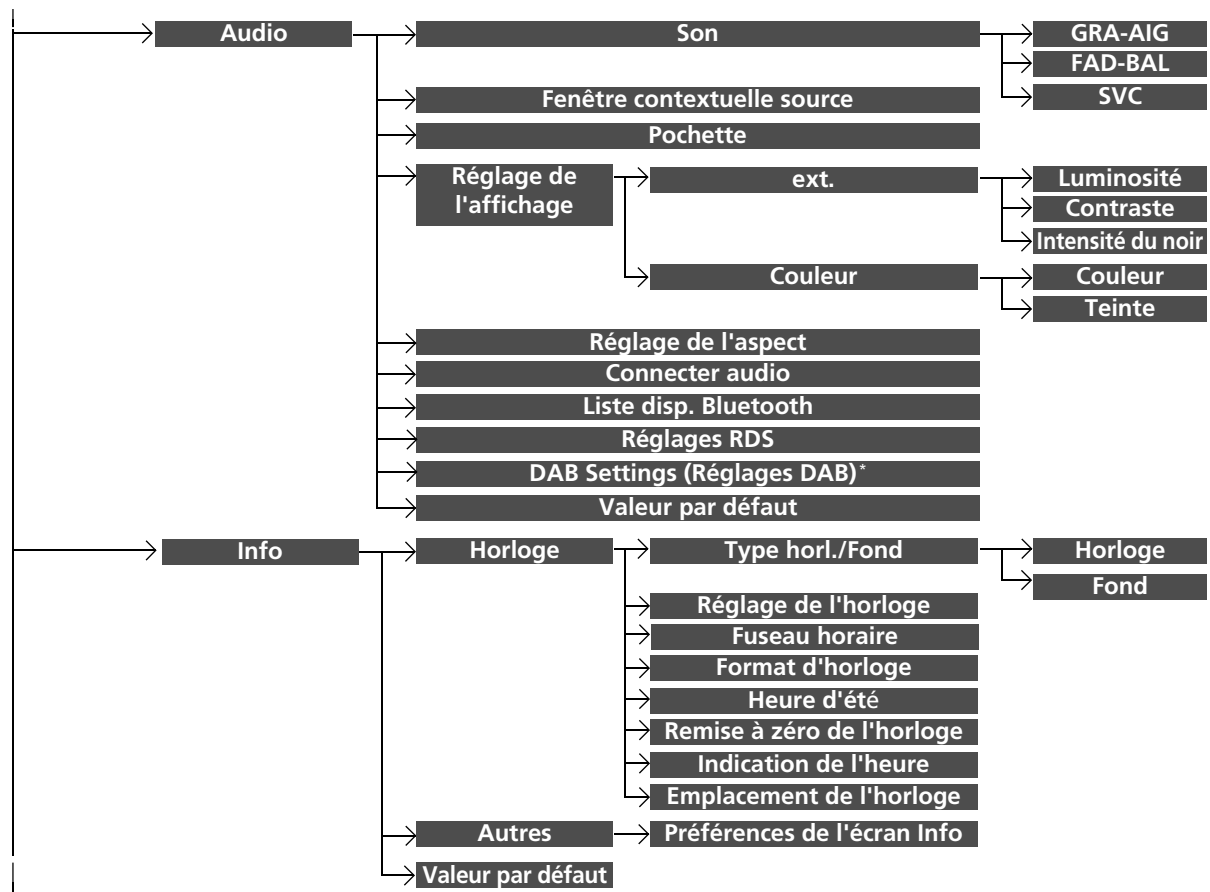 Audio
Son
GRA-AIG
FAD-BAL
SVC
Fenêtre contextuelle source
Pochette
Réglage de
l'affichage
ext.
Luminosité
Contraste
Intensité du noir
Couleur
Couleur
Teinte
Réglage de l'aspect
Connecter audio
Liste disp. Bluetooth
Réglages RDS
DAB Settings (Réglages DAB)*
Valeur par défaut
Info
Horloge
Type horl./Fond
Horloge
Fond
Réglage de l'horloge
Fuseau horaire
Format d'horloge
Heure d'été
Remise à zéro de l'horloge
Indication de l'heure
Emplacement de l'horloge
Autres
Préférences de l'écran Info
Valeur par défaut